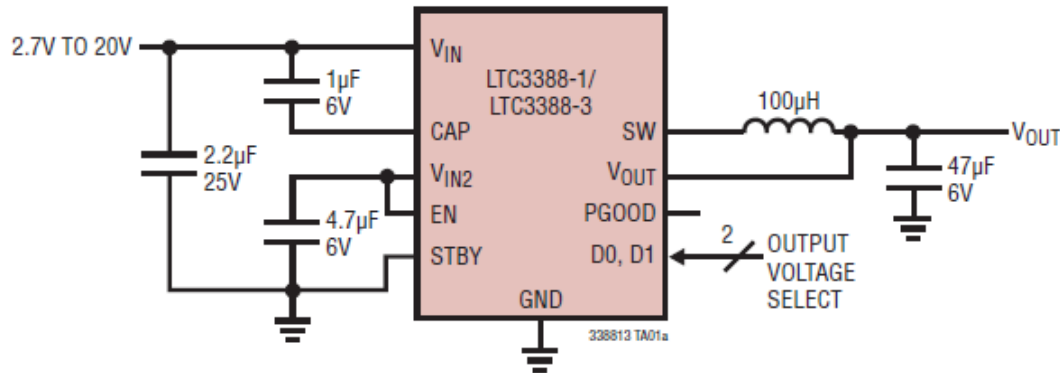 2.7V TO 20V
1µF
6V
2.2µF
25V
4.7µF
6V
VIN
CAP
VIN2
EN
STBY
LTC3388-1/
LTC3388-3
SW
VOUT
PGOOD
D0, D1
GND
100µH
VOUT
47µF
6V
2
OUTPUT
VOLTAGE
SELECT
338813 TA01a